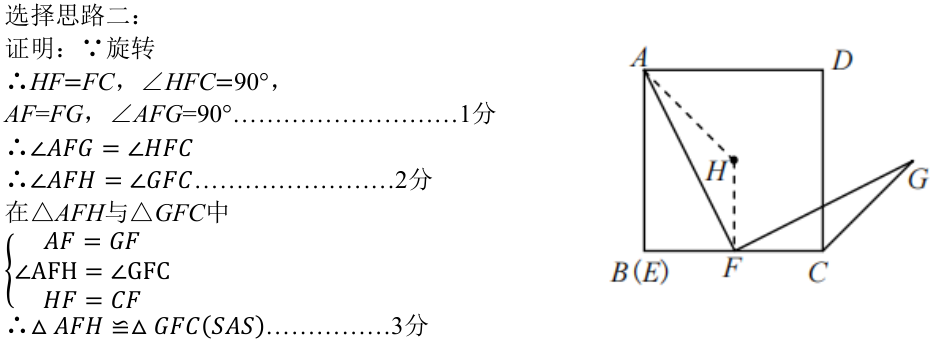 选择思路二：
证明：∵旋转
∴HF=FC，∠HFC=90°，
AF=FG，∠AFG=90°………………………1分
∴∠AFG = ∠HFC
∴∠AFH = ∠GFC……………………2分
在△AFH与△GFC中
AF = GF
∠AFH = ∠GFC
HF = CF
∴△ AFH ≌△ GFC(SAS)……………3分
A
D
H
G
B(E)
F
C